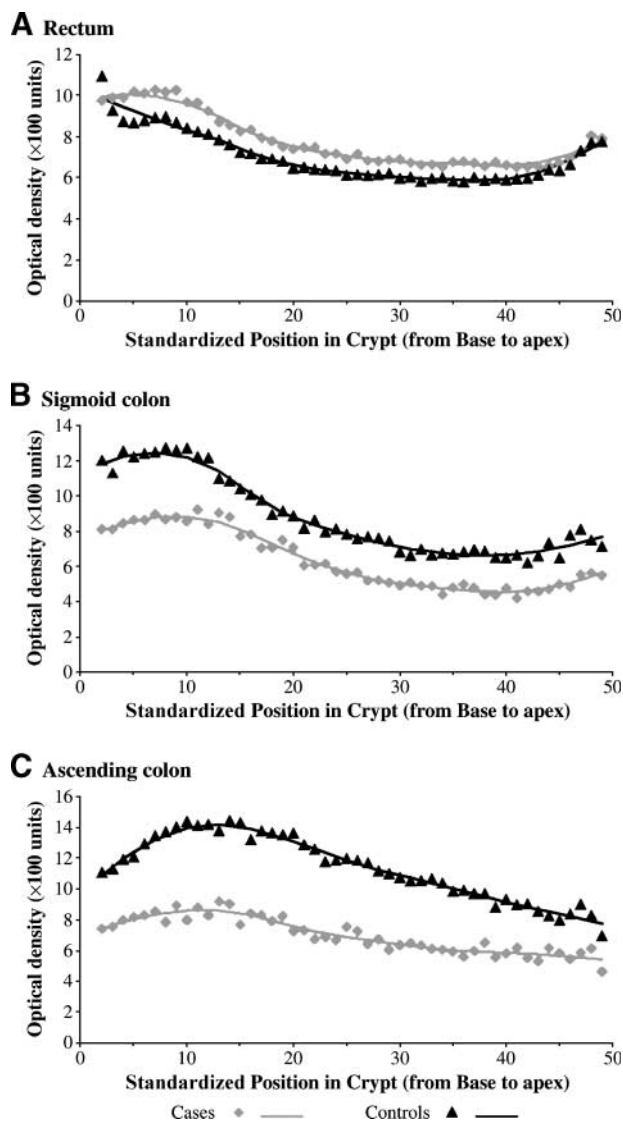 A Rectum
Optical density (×100 units)
12
10
8
6
4
2
0
0 10 20 30 40 50
Standardized Position in Crypt (from Base to apex)
B Sigmoid colon
Optical density (×100 units)
14
12
10
8
6
4
2
0
0 10 20 30 40 50
Standardized Position in Crypt (from Base to apex)
C Ascending colon
Optical density (×100 units)
16
14
12
10
8
6
4
2
0
0 10 20 30 40 50
Standardized Position in Crypt (from Base to apex)
Cases Controls